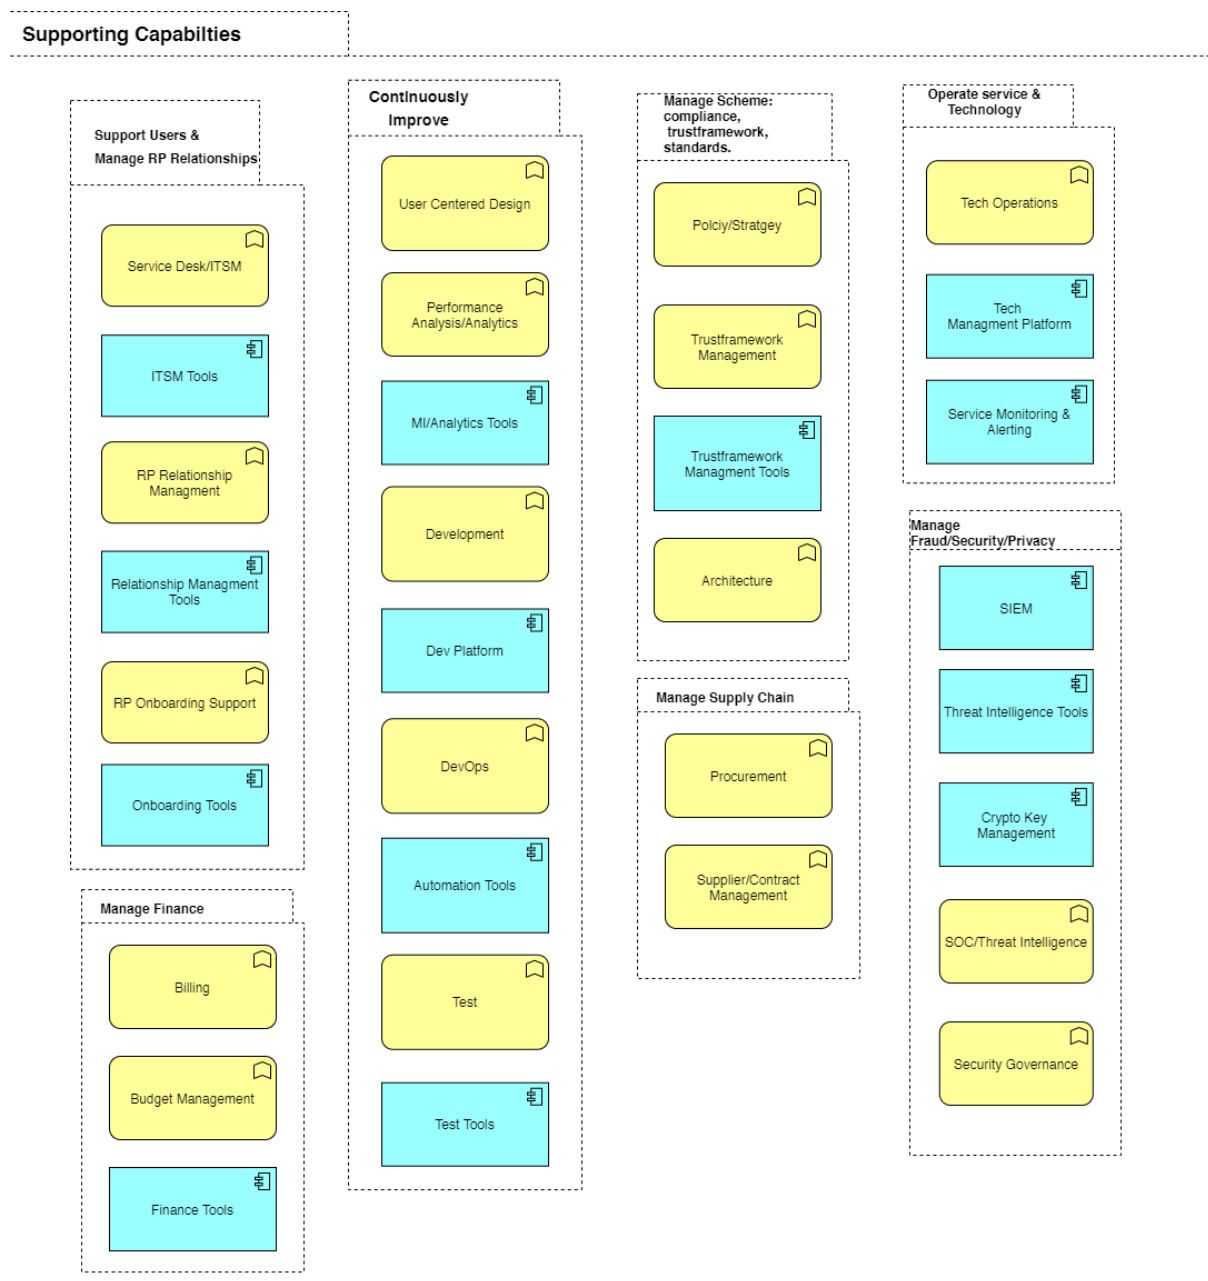 Supporting Capabilties
Support Users &
Manage RP Relationships
Service Desk/ITSM
ITSM Tools
RP Relationship
Managment
Relationship Managment
Tools
RP Onboarding Support
Onboarding Tools
Manage Finance
Billing
Budget Management
Finance Tools
Continuously
Improve
User Centered Design
Performance
Analysis/Analytics
MI/Analytics Tools
Development
Dev Platform
DevOps
Automation Tools
Test
Test Tools
Manage Scheme:
compliance,
trustframework,
standards.
Polciy/Stratgey
Trustframework
Management
Trustframework
Managment Tools
Architecture
Manage Supply Chain
Procurement
Supplier/Contract
Management
Operate service &
Technology
Tech Operations
Tech
Managment Platform
Service Monitoring &
Alerting
Manage
Fraud/Security/Privacy
SIEM
Threat Intelligence Tools
Crypto Key
Management
SOC/Threat Intelligence
Security Governance